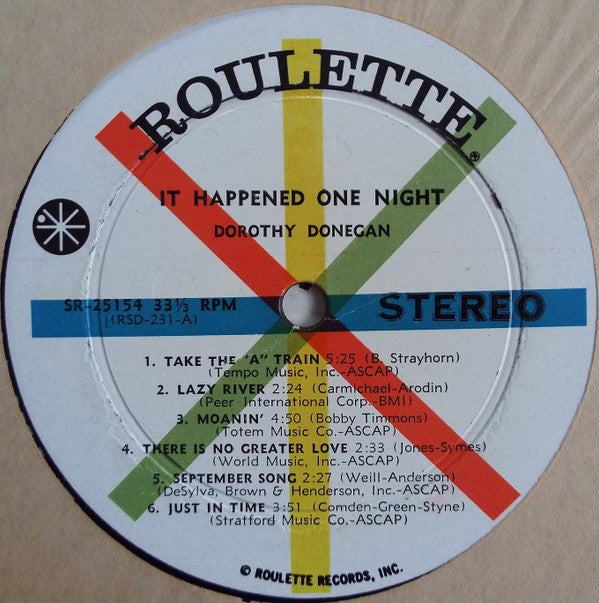 ROULETTE®
IT HAPPENED ONE NIGHT
DOROTHY DONEGAN
SR-25154 33⅓ RPM STEREO
(RSD-231-A)
1. TAKE THE "A" TRAIN 5:25 (B. Strayhorn)
(Tempo Music, Inc.-ASCAP)
2. LAZY RIVER 2:24 (Carmichael-Arodin)
(Peer International Corp.-BMI)
3. MOANIN' 4:50 (Bobby Timmons)
(Totem Music Co.-ASCAP)
4. THERE IS NO GREATER LOVE 2:33 (Jones-Symes)
(World Music, Inc.-ASCAP)
5. SEPTEMBER SONG 2:27 (Weill-Anderson)
(DeSylva, Brown & Henderson, Inc.-ASCAP)
6. JUST IN TIME 3:51 (Comden-Green-Styne)
(Stratford Music Co.-ASCAP)
© ROULETTE RECORDS, INC.